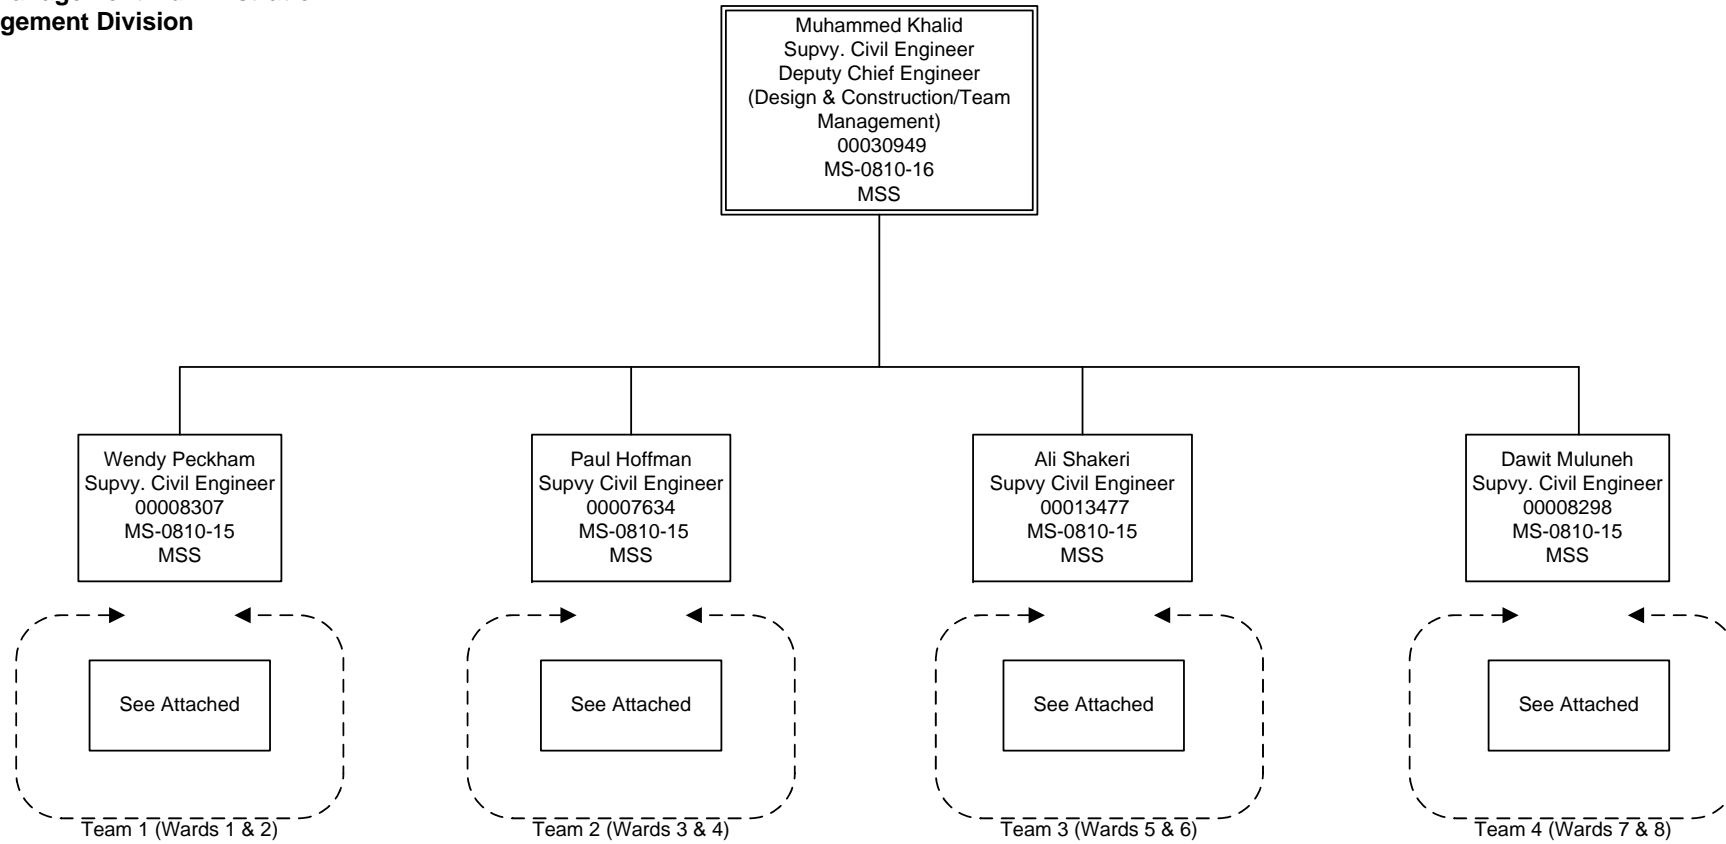 gement Division
Muhammed Khalid
Supvy. Civil Engineer
Deputy Chief Engineer
(Design & Construction/Team
Management)
00030949
MS-0810-16
MSS
Wendy Peckham
Supvy. Civil Engineer
00008307
MS-0810-15
MSS
Paul Hoffman
Supvy Civil Engineer
00007634
MS-0810-15
MSS
Ali Shakeri
Supvy Civil Engineer
00013477
MS-0810-15
MSS
Dawit Muluneh
Supvy. Civil Engineer
00008298
MS-0810-15
MSS
See Attached
See Attached
See Attached
See Attached
Team 1 (Wards 1 & 2)
Team 2 (Wards 3 & 4)
Team 3 (Wards 5 & 6)
Team 4 (Wards 7 & 8)